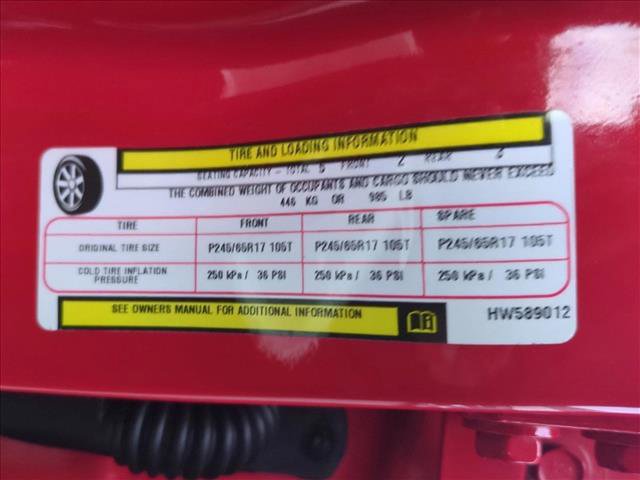 TIRE AND LOADING INFORMATION
SEATING CAPACITY - TOTAL 5 FRONT 2 REAR 3
THE COMBINED WEIGHT OF OCCUPANTS AND CARGO SHOULD NEVER EXCEED
446 KG OR 985 LB
TIRE FRONT REAR SPARE
ORIGINAL TIRE SIZE P245/65R17 105T P245/65R17 105T P245/65R17 105T
COLD TIRE INFLATION PRESSURE 250 kPa / 36 PSI 250 kPa / 36 PSI 250 kPa / 36 PSI
SEE OWNERS MANUAL FOR ADDITIONAL INFORMATION
HW589012